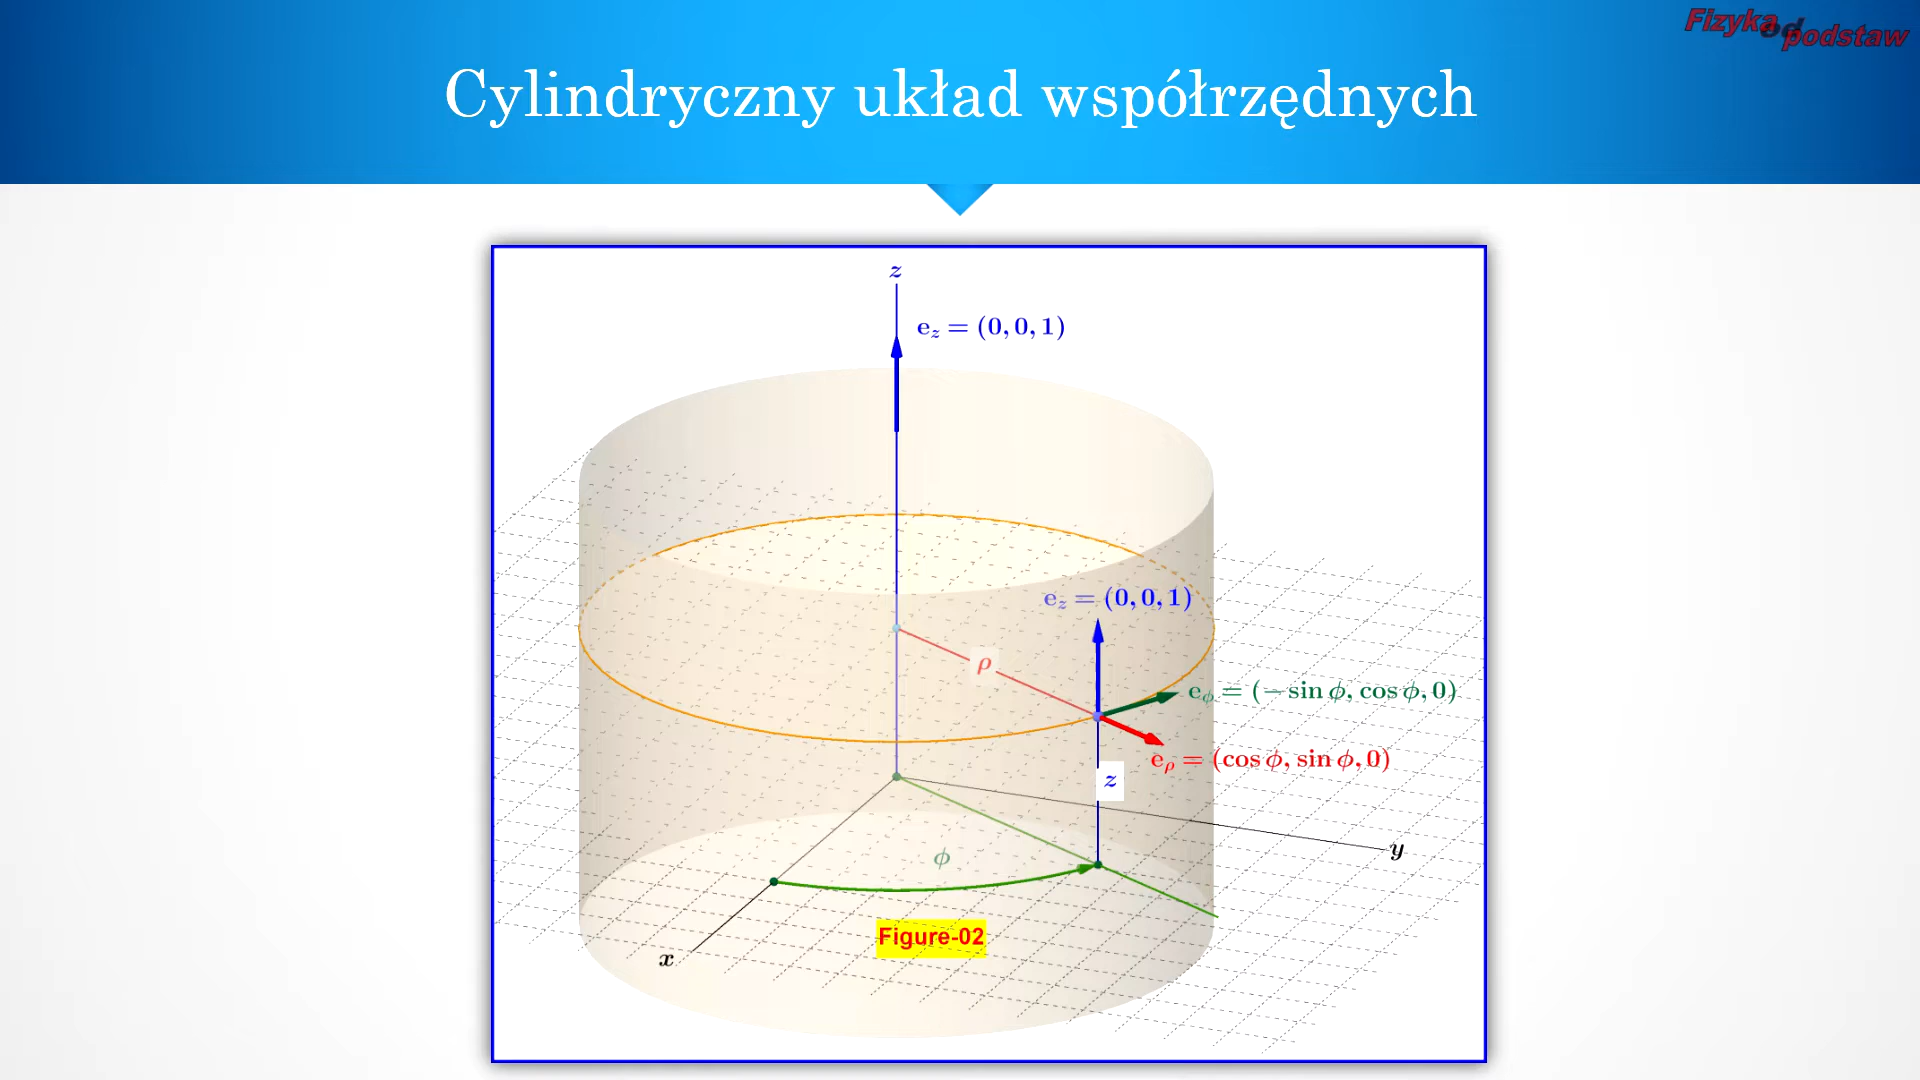 Fizyka od podstaw
Cylindryczny układ współrzędnych
z
e_z = (0, 0, 1)
e_z = (0, 0, 1)
ρ
e_ϕ = (− sin ϕ, cos ϕ, 0)
e_ρ = (cos ϕ, sin ϕ, 0)
z
y
ϕ
Figure-02
x